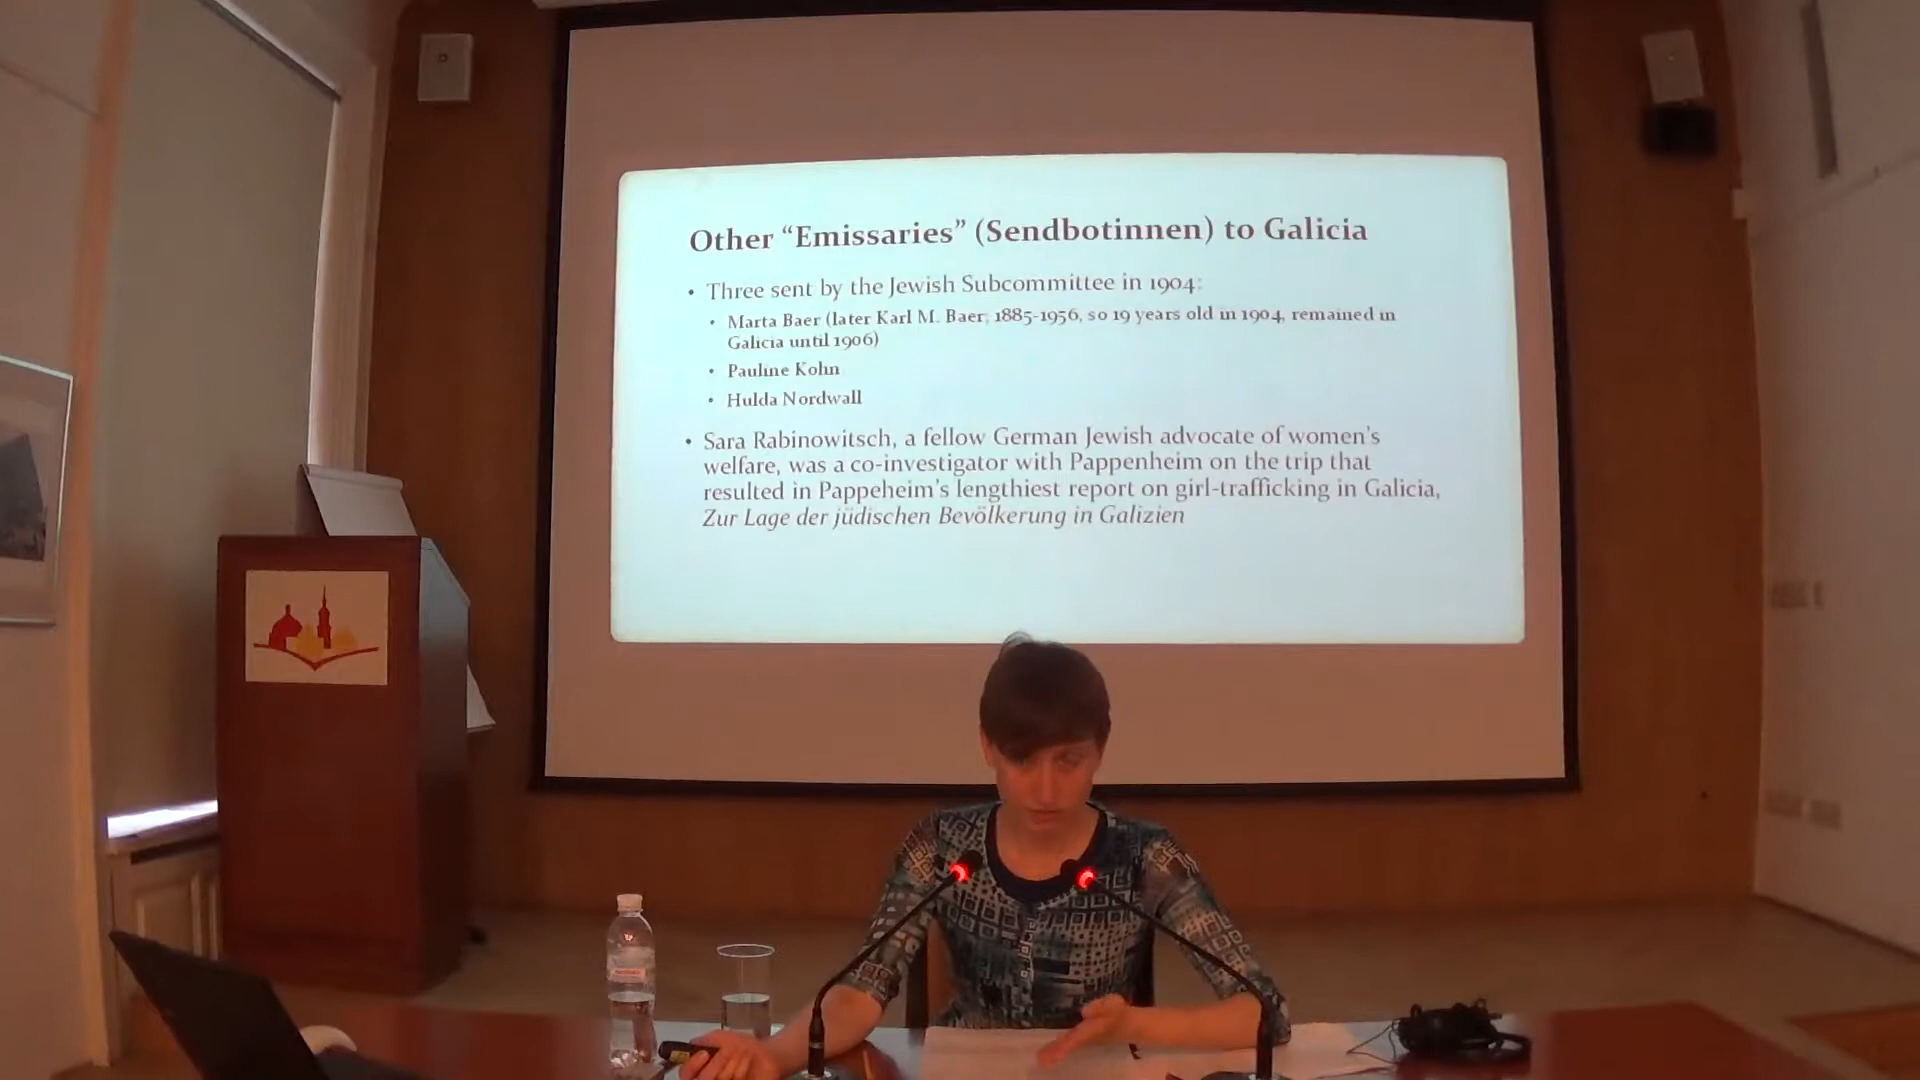 Other “Emissaries” (Sendbotinnen) to Galicia
• Three sent by the Jewish Subcommittee in 1904:
• Marta Baer (later Karl M. Baer, 1885-1956, so 19 years old in 1904, remained in
Galicia until 1906)
• Pauline Kohn
• Hulda Nordwall
• Sara Rabinowitsch, a fellow German Jewish advocate of women’s
welfare, was a co-investigator with Pappenheim on the trip that
resulted in Pappeheim’s lengthiest report on girl-trafficking in Galicia,
Zur Lage der jüdischen Bevölkerung in Galizien